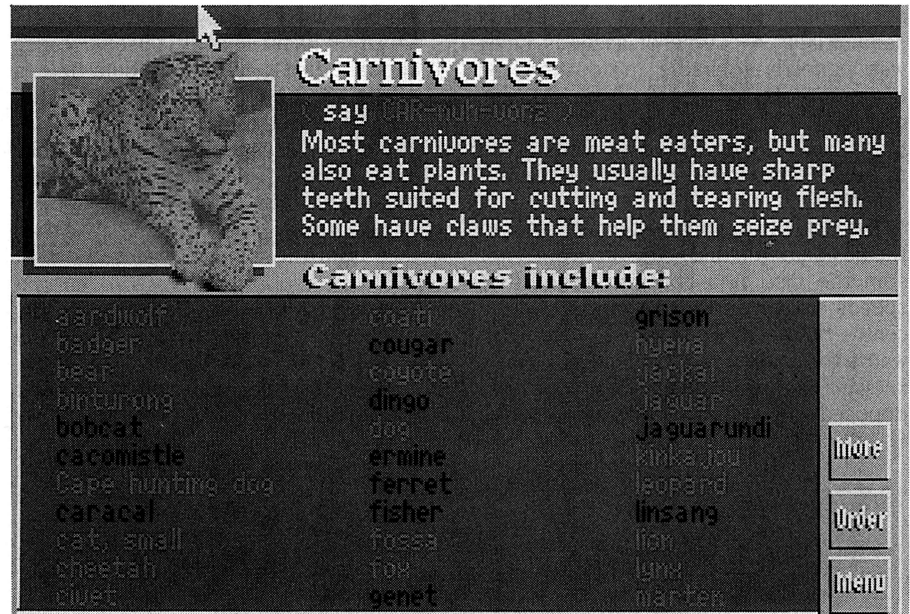 Carnivores
( say CAR-nuh-vorz )
Most carnivores are meat eaters, but many
also eat plants. They usually have sharp
teeth suited for cutting and tearing flesh.
Some have claws that help them seize prey.
Carnivores include:
aardwolf
badger
bear
binturong
bobcat
cacomistle
Cape hunting dog
caracal
cat, small
cheetah
civet
coati
cougar
coyote
dingo
dog
ermine
ferret
fisher
fossa
fox
genet
grison
hyena
jackal
jaguar
jaguarundi
kinkajou
leopard
linsang
lion
lynx
marten
More
Order
Menu